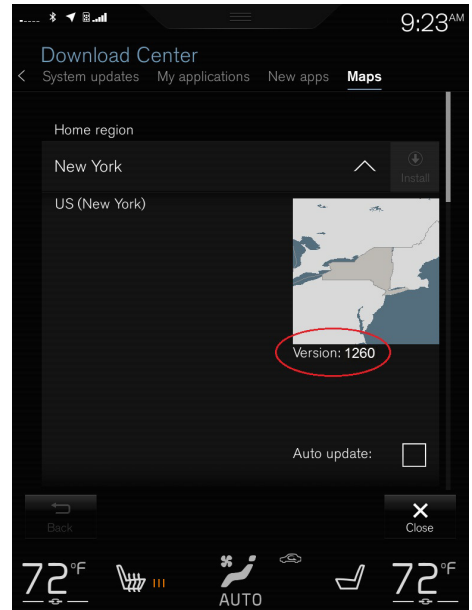 9:23AM
Download Center
System updates My applications New apps Maps
Home region
New York
Install
US (New York)
Version: 1260
Auto update:
Back
Close
72°F
AUTO
72°F